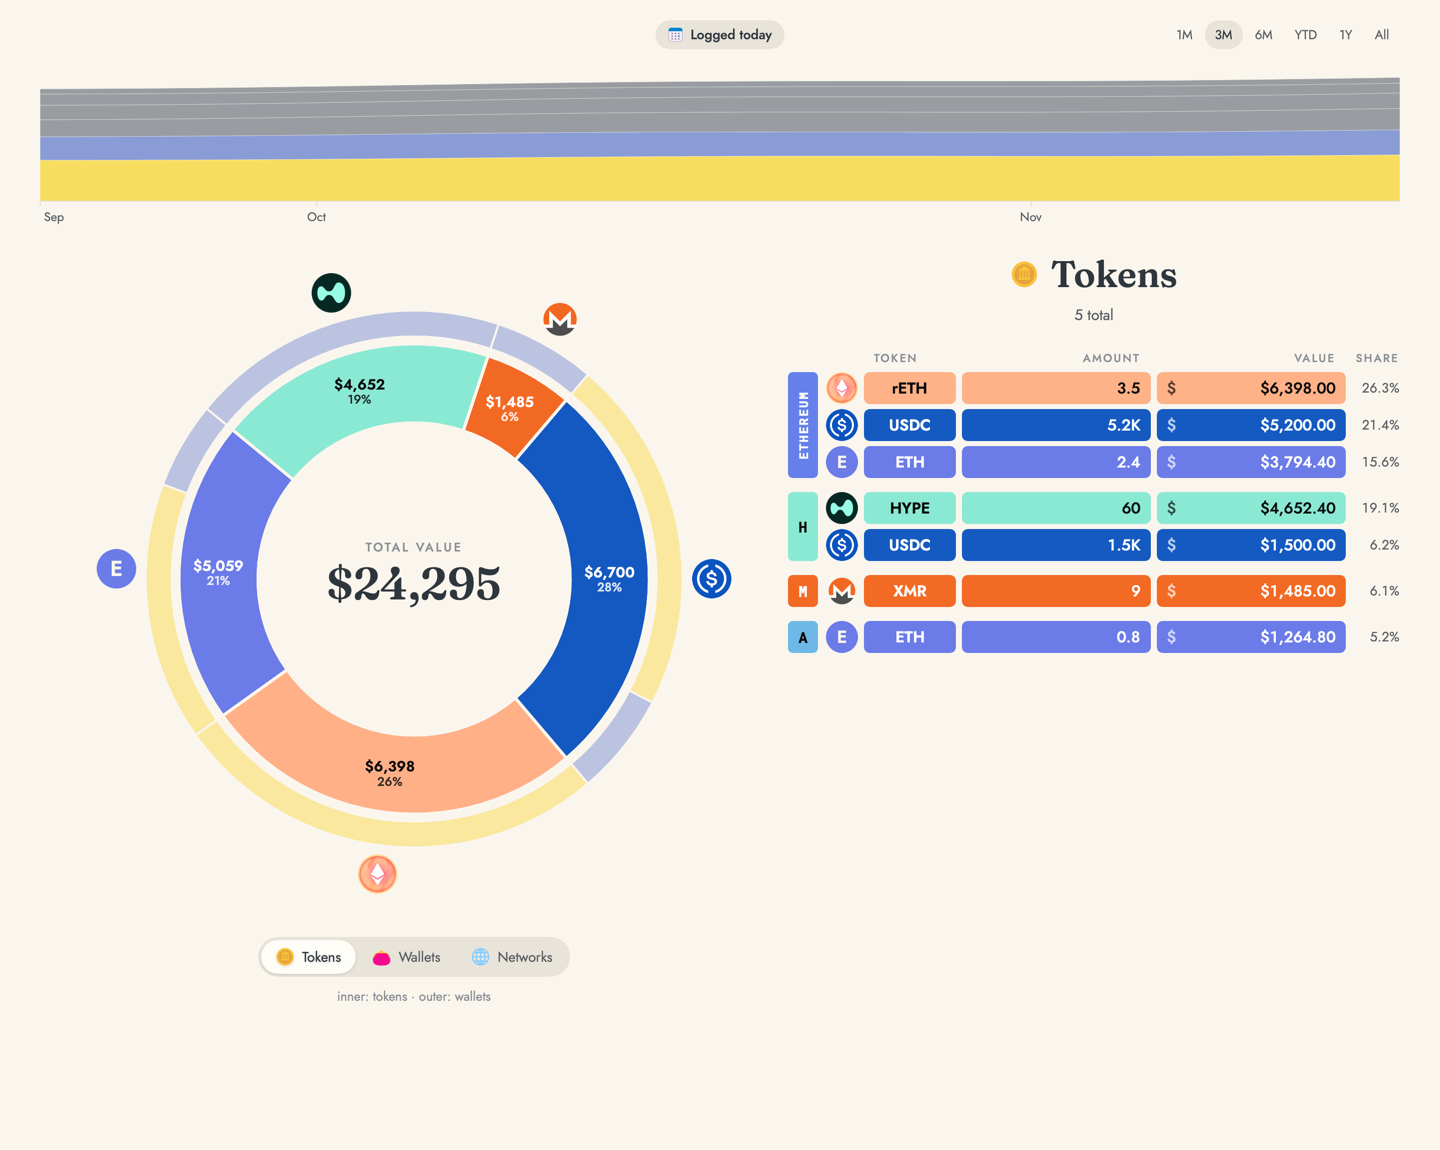 Logged today
1M 3M 6M YTD 1Y All
Sep Oct Nov
Tokens
5 total
TOKEN AMOUNT VALUE SHARE
ETHEREUM
rETH 3.5 $ $6,398.00 26.3%
USDC 5.2K $ $5,200.00 21.4%
E ETH 2.4 $ $3,794.40 15.6%
H
HYPE 60 $ $4,652.40 19.1%
USDC 1.5K $ $1,500.00 6.2%
M XMR 9 $ $1,485.00 6.1%
A E ETH 0.8 $ $1,264.80 5.2%
$4,652
19%
$1,485
6%
E
$5,059
21%
TOTAL VALUE
$24,295
$6,700
28%
$
$6,398
26%
Tokens Wallets Networks
inner: tokens · outer: wallets